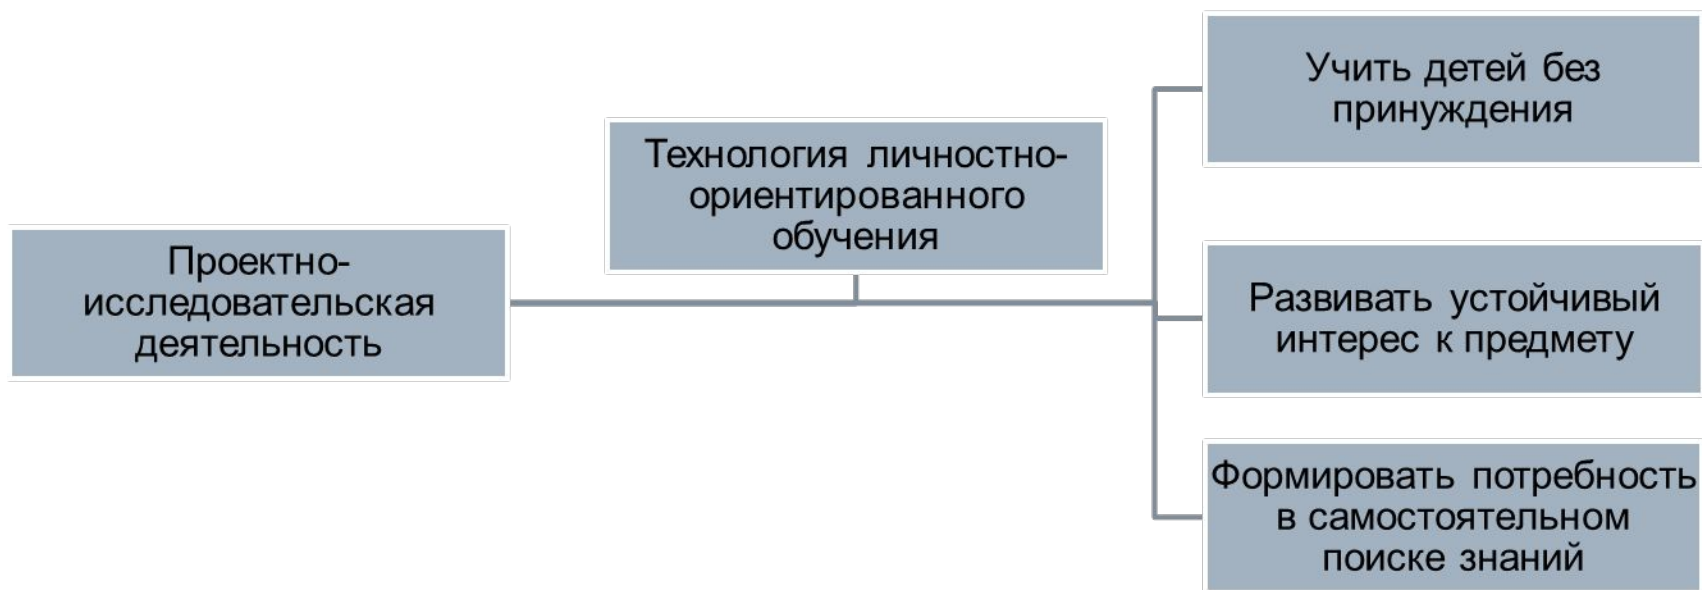 Проектно-
исследовательская
деятельность
Технология личностно-
ориентированного
обучения
Учить детей без
принуждения
Развивать устойчивый
интерес к предмету
Формировать потребность
в самостоятельном
поиске знаний